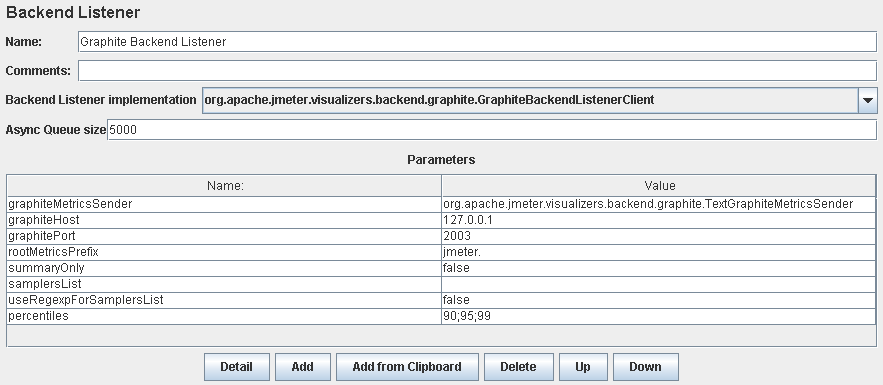 Backend Listener
Name: Graphite Backend Listener
Comments:
Backend Listener implementation org.apache.jmeter.visualizers.backend.graphite.GraphiteBackendListenerClient
Async Queue size 5000
Parameters
Name: Value
graphiteMetricsSender org.apache.jmeter.visualizers.backend.graphite.TextGraphiteMetricsSender
graphiteHost 127.0.0.1
graphitePort 2003
rootMetricsPrefix jmeter.
summaryOnly false
samplersList
useRegexpForSamplersList false
percentiles 90;95;99
Detail Add Add from Clipboard Delete Up Down